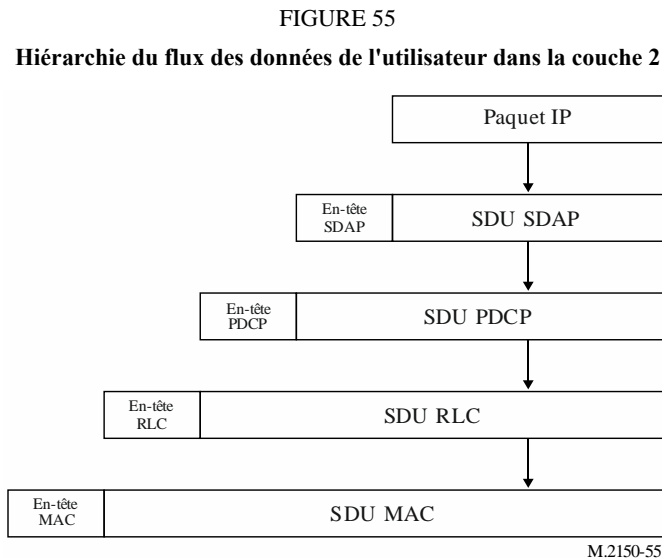 FIGURE 55
Hiérarchie du flux des données de l'utilisateur dans la couche 2
Paquet IP
En-tête
SDAP
SDU SDAP
En-tête
PDCP
SDU PDCP
En-tête
RLC
SDU RLC
En-tête
MAC
SDU MAC
M.2150-55